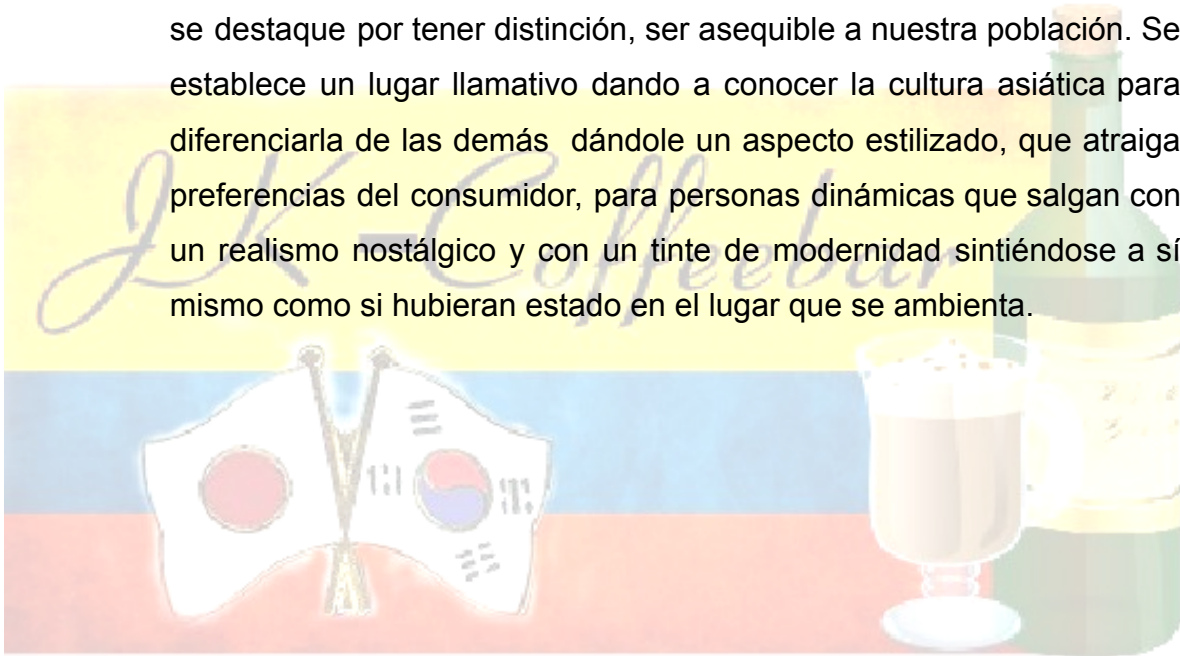 se destaque por tener distinción, ser asequible a nuestra población. Se
establece un lugar llamativo dando a conocer la cultura asiática para
diferenciarla de las demás dándole un aspecto estilizado, que atraiga
preferencias del consumidor, para personas dinámicas que salgan con
un realismo nostálgico y con un tinte de modernidad sintiéndose a sí
mismo como si hubieran estado en el lugar que se ambienta.
JK-Coffeebar